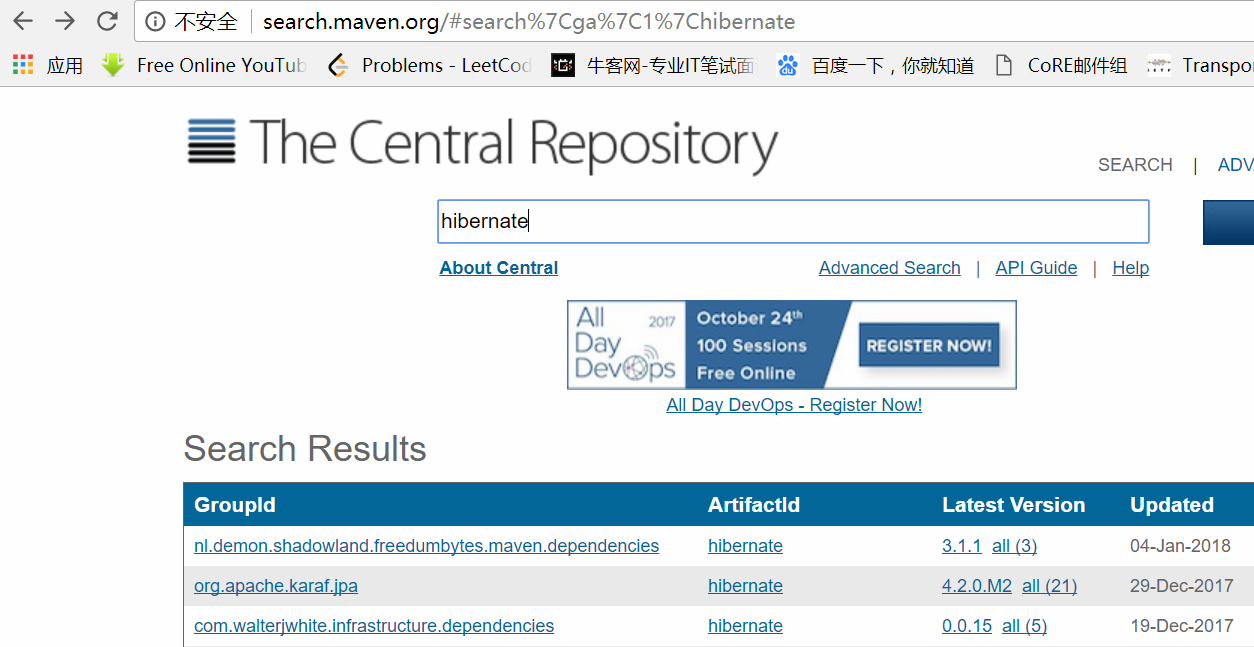 不安全 search.maven.org/#search%7Cga%7C1%7Chibernate
应用 Free Online YouTub Problems - LeetCod 牛客网-专业IT笔试面 百度一下，你就知道 CoRE邮件组 Transpor
The Central Repository
SEARCH | ADVA
hibernate
About Central Advanced Search | API Guide | Help
All Day DevOps 2017 October 24th 100 Sessions Free Online REGISTER NOW!
All Day DevOps - Register Now!
Search Results
GroupId ArtifactId Latest Version Updated
nl.demon.shadowland.freedumbytes.maven.dependencies hibernate 3.1.1 all (3) 04-Jan-2018
org.apache.karaf.jpa hibernate 4.2.0.M2 all (21) 29-Dec-2017
com.walterjwhite.infrastructure.dependencies hibernate 0.0.15 all (5) 19-Dec-2017